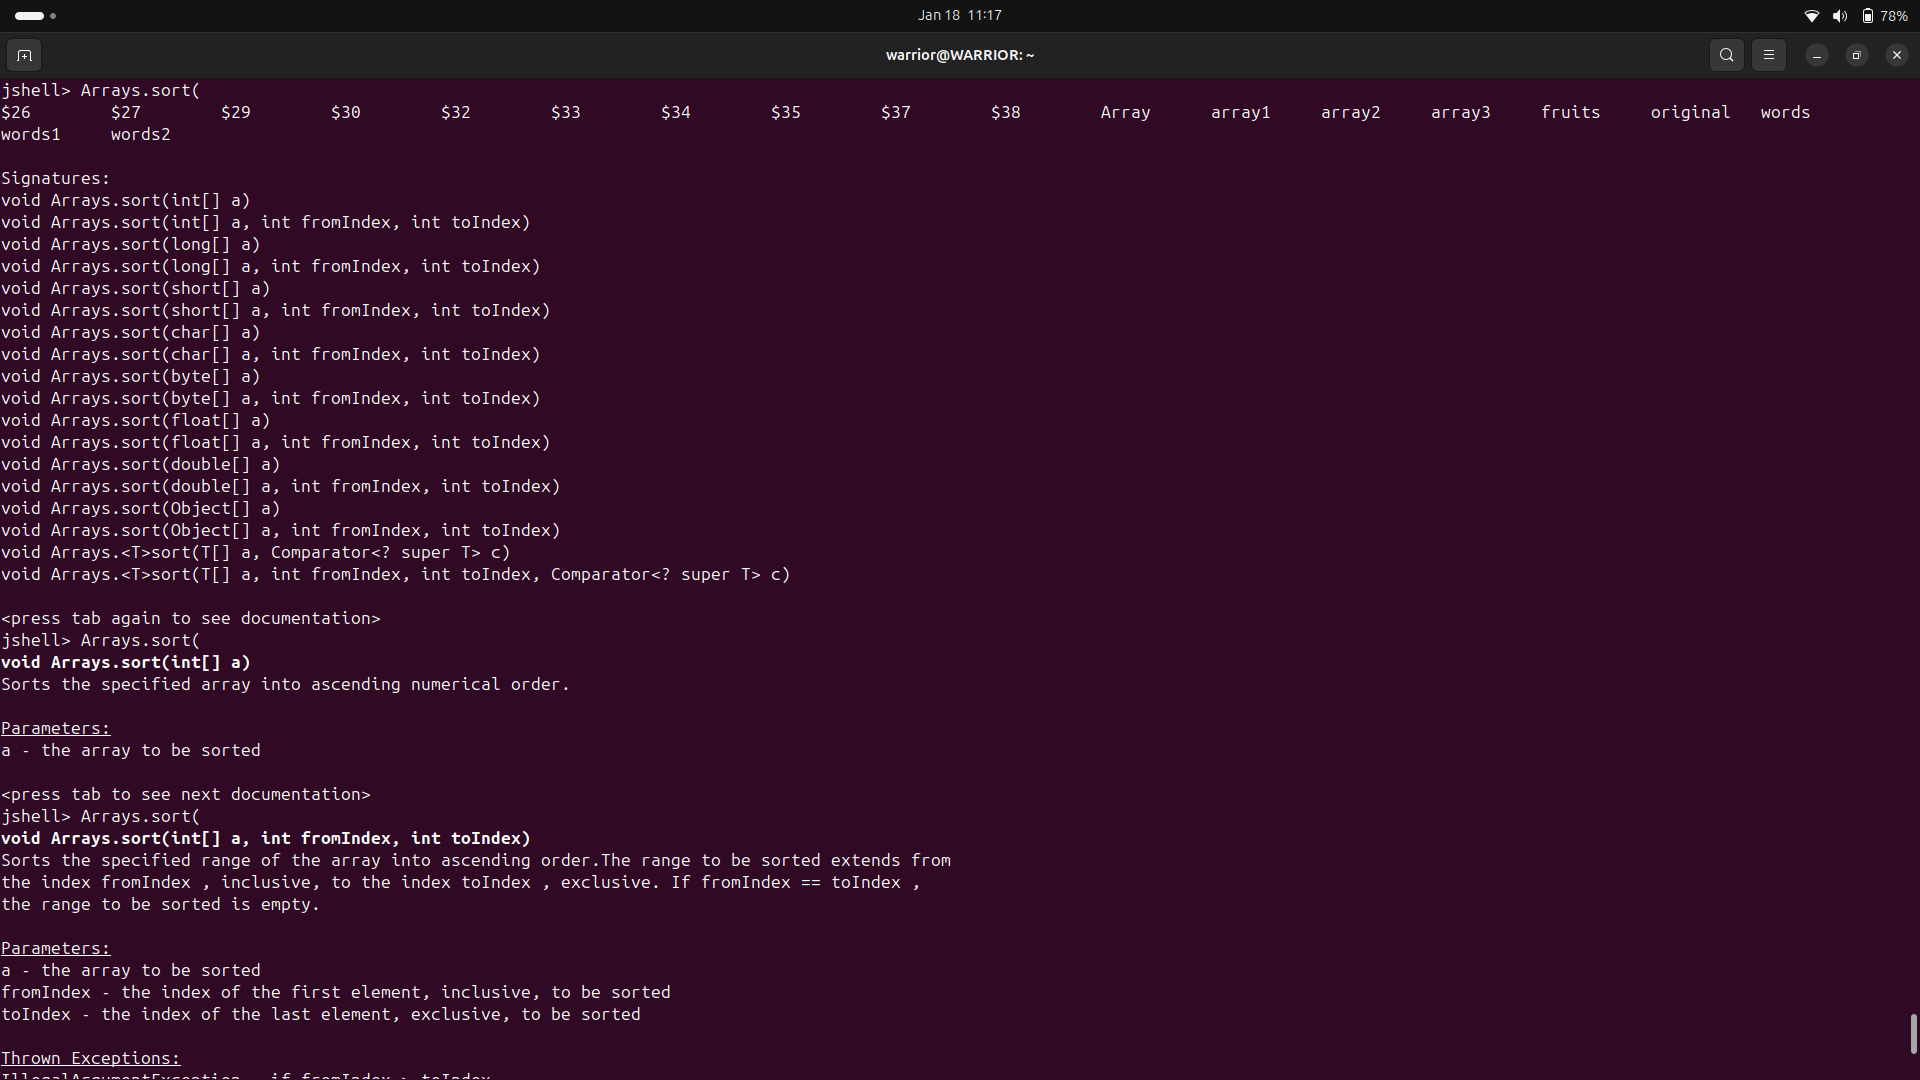 Jan 18 11:17
78%
warrior@WARRIOR: ~
jshell> Arrays.sort(
$26 $27 $29 $30 $32 $33 $34 $35 $37 $38 Array array1 array2 array3 fruits original words
words1 words2
Signatures:
void Arrays.sort(int[] a)
void Arrays.sort(int[] a, int fromIndex, int toIndex)
void Arrays.sort(long[] a)
void Arrays.sort(long[] a, int fromIndex, int toIndex)
void Arrays.sort(short[] a)
void Arrays.sort(short[] a, int fromIndex, int toIndex)
void Arrays.sort(char[] a)
void Arrays.sort(char[] a, int fromIndex, int toIndex)
void Arrays.sort(byte[] a)
void Arrays.sort(byte[] a, int fromIndex, int toIndex)
void Arrays.sort(float[] a)
void Arrays.sort(float[] a, int fromIndex, int toIndex)
void Arrays.sort(double[] a)
void Arrays.sort(double[] a, int fromIndex, int toIndex)
void Arrays.sort(Object[] a)
void Arrays.sort(Object[] a, int fromIndex, int toIndex)
void Arrays.<T>sort(T[] a, Comparator<? super T> c)
void Arrays.<T>sort(T[] a, int fromIndex, int toIndex, Comparator<? super T> c)
<press tab again to see documentation>
jshell> Arrays.sort(
void Arrays.sort(int[] a)
Sorts the specified array into ascending numerical order.
Parameters:
a - the array to be sorted
<press tab to see next documentation>
jshell> Arrays.sort(
void Arrays.sort(int[] a, int fromIndex, int toIndex)
Sorts the specified range of the array into ascending order.The range to be sorted extends from
the index fromIndex , inclusive, to the index toIndex , exclusive. If fromIndex == toIndex ,
the range to be sorted is empty.
Parameters:
a - the array to be sorted
fromIndex - the index of the first element, inclusive, to be sorted
toIndex - the index of the last element, exclusive, to be sorted
Thrown Exceptions:
IllegalArgumentException - if fromIndex > toIndex